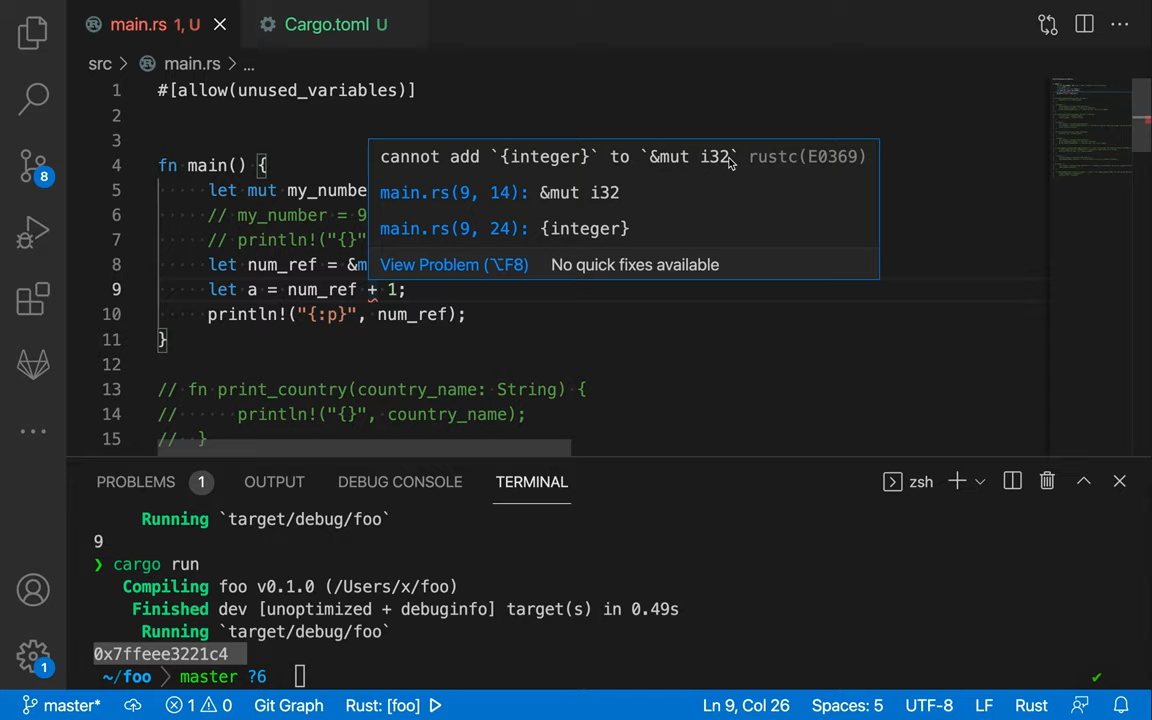 main.rs 1, U
Cargo.toml U
src > main.rs > ...
1 #[allow(unused_variables)]
2
3
4 fn main() {
5 let mut my_numbe
6 // my_number = 9
7 // println!("{}"
8 let num_ref = &m
9 let a = num_ref + 1;
10 println!("{:p}", num_ref);
11 }
12
13 // fn print_country(country_name: String) {
14 // println!("{}", country_name);
15 // }
cannot add `{integer}` to `&mut i32` rustc(E0369)
main.rs(9, 14): &mut i32
main.rs(9, 24): {integer}
View Problem (⌥F8) No quick fixes available
8
PROBLEMS 1 OUTPUT DEBUG CONSOLE TERMINAL
zsh
Running `target/debug/foo`
9
❯ cargo run
Compiling foo v0.1.0 (/Users/x/foo)
Finished dev [unoptimized + debuginfo] target(s) in 0.49s
Running `target/debug/foo`
0x7ffeee3221c4
~/foo master ?6
1
master* 1 0 Git Graph Rust: [foo] Ln 9, Col 26 Spaces: 5 UTF-8 LF Rust